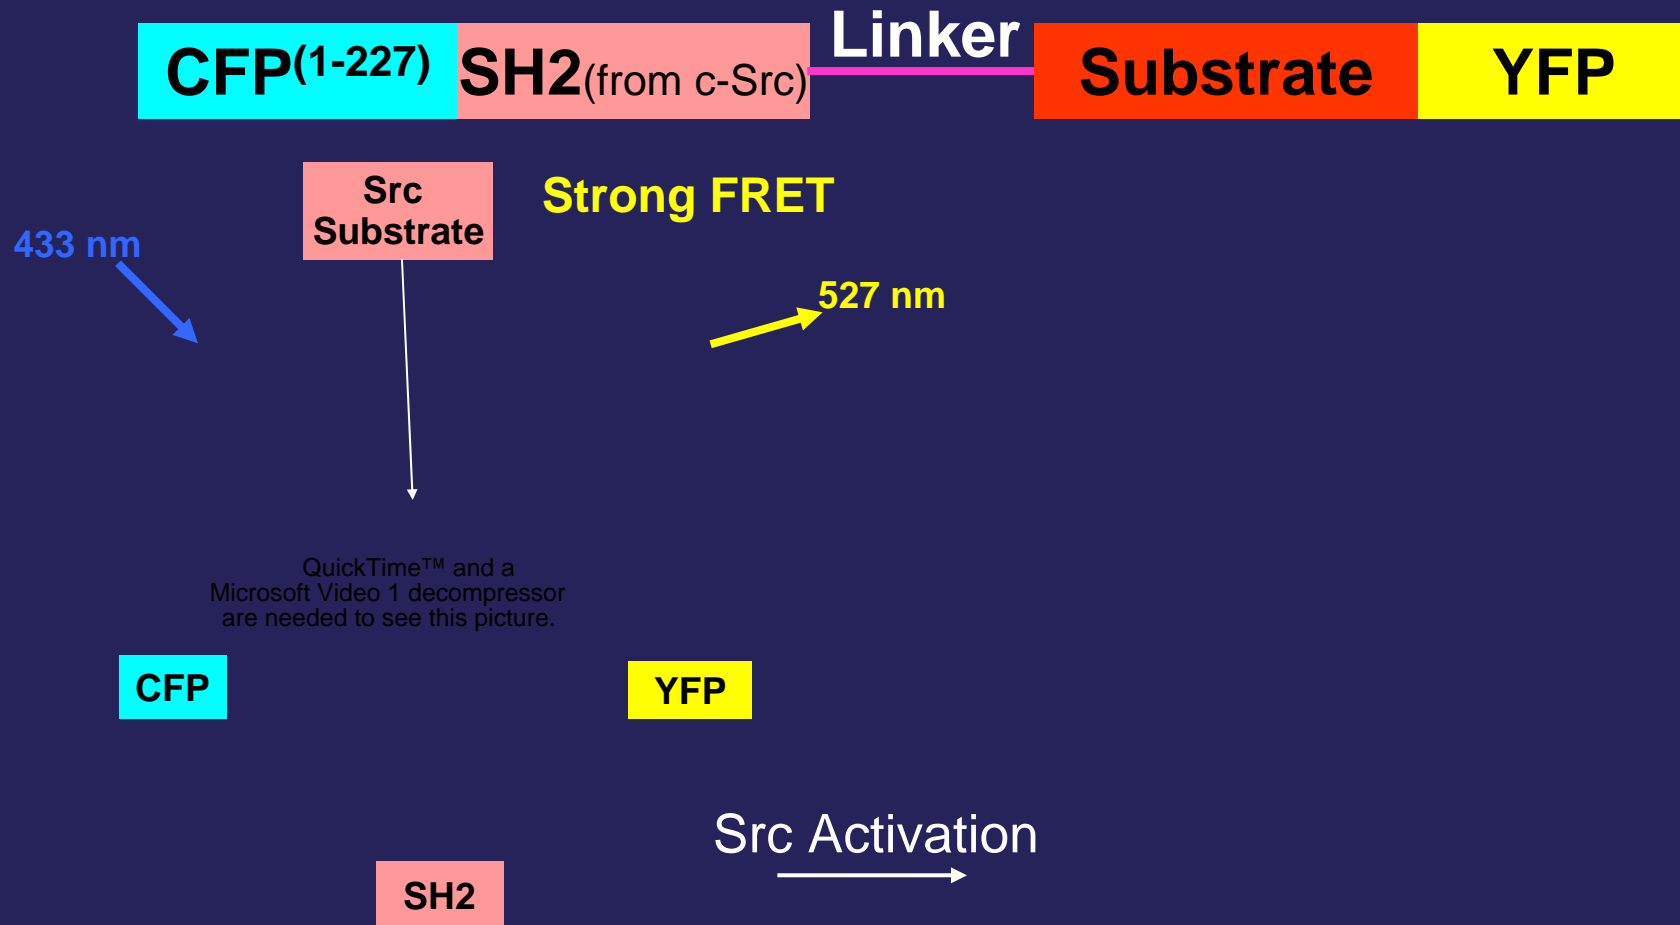 Linker
CFP(1-227) SH2(from c-Src) Substrate YFP
Src
Substrate
Strong FRET
433 nm
527 nm
QuickTime™ and a
Microsoft Video 1 decompressor
are needed to see this picture.
CFP
YFP
Src Activation
SH2